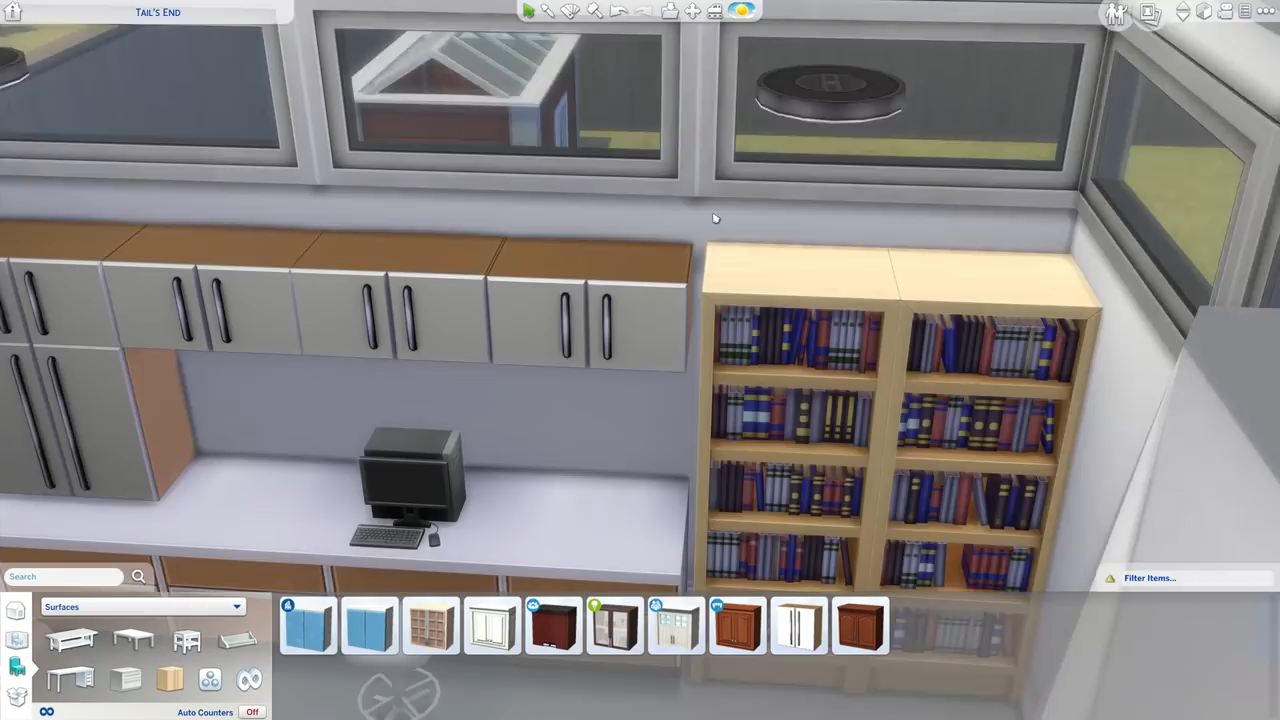 TAIL'S END
Search
Filter Items...
Surfaces
Auto Counters Off